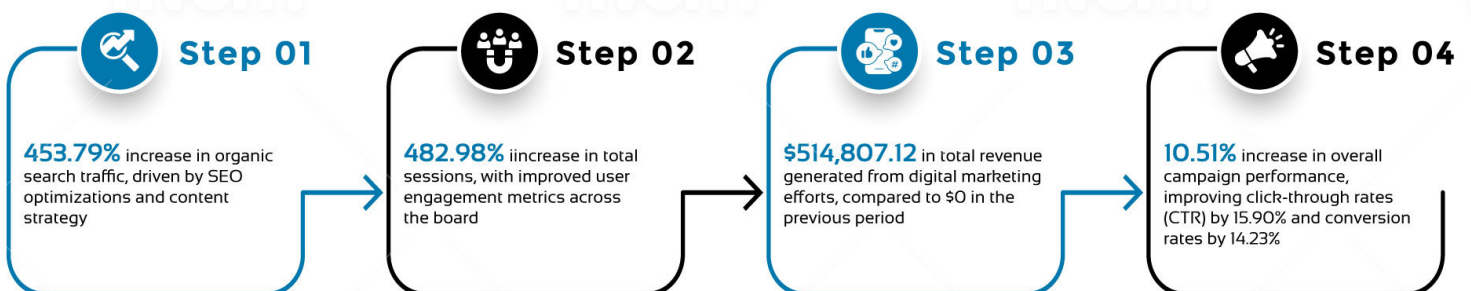 Step 01
453.79% increase in organic
search traffic, driven by SEO
optimizations and content
strategy
Step 02
482.98% iincrease in total
sessions, with improved user
engagement metrics across
the board
Step 03
#
$514,807.12 in total revenue
generated from digital marketing
efforts, compared to $0 in the
previous period
Step 04
10.51% increase in overall
campaign performance,
improving click-through rates
(CTR) by 15.90% and conversion
rates by 14.23%